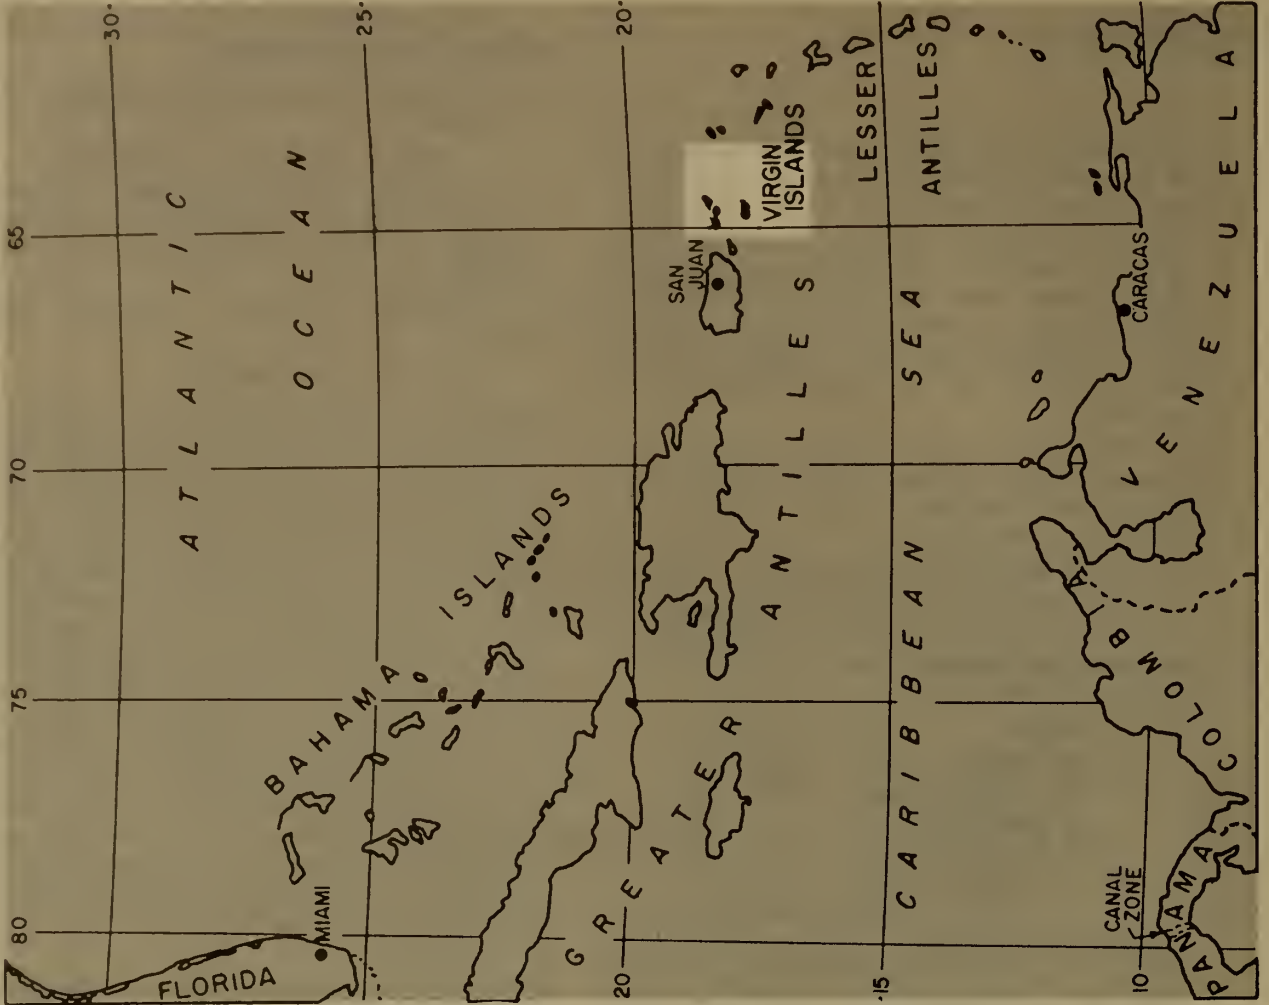 80
75
70
65
30°
25°
20°
ATLANTIC
OCEAN
FLORIDA
MIAMI
BAHAMA ISLANDS
GREATER ANTILLES
SAN
JUAN
VIRGIN
ISLANDS
LESSER
ANTILLES
CARIBBEAN SEA
20
15
10
CANAL
ZONE
PANAMA
COLOMBIA
VENEZUELA
CARACAS